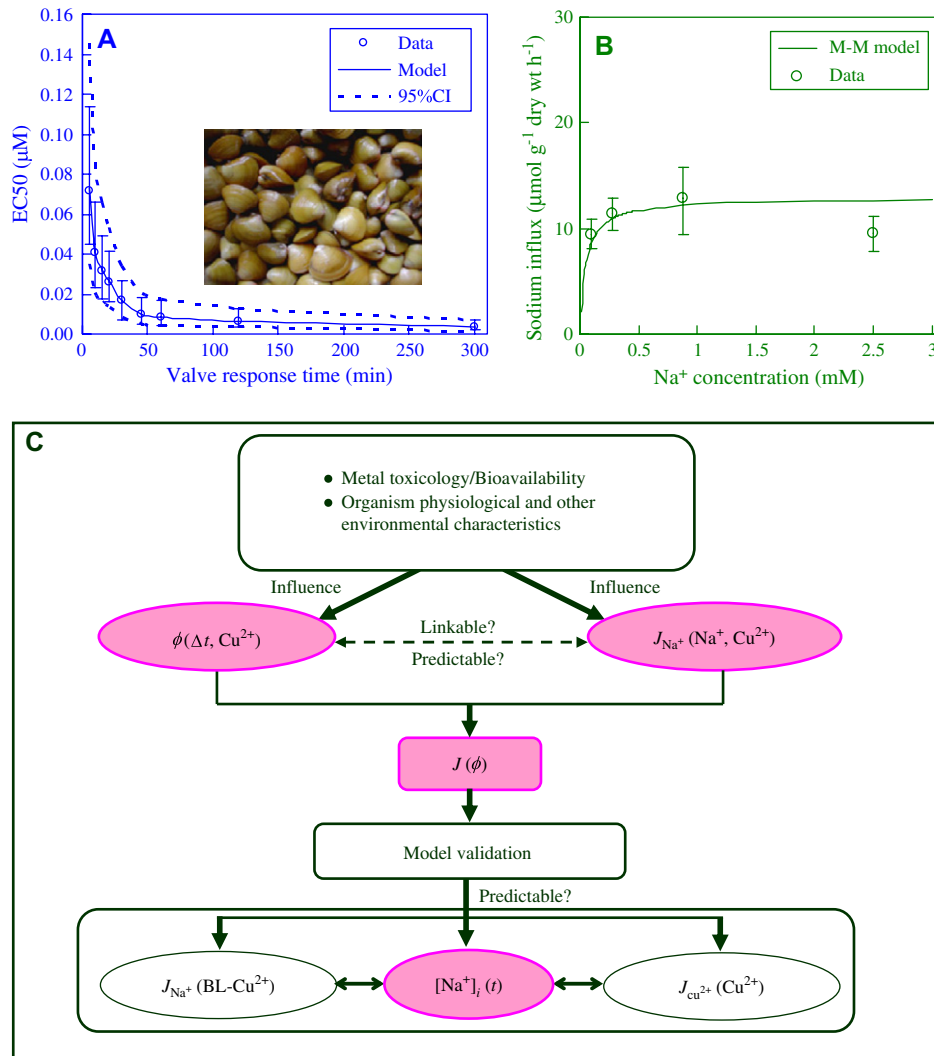 A
Data
Model
95%CI
EC50 (μM)
0.16
0.14
0.12
0.10
0.08
0.06
0.04
0.02
0.00
0 50 100 150 200 250 300
Valve response time (min)
B
M-M model
Data
Sodium influx (μmol g⁻¹ dry wt h⁻¹)
30
20
10
0
0 0.5 1 1.5 2 2.5 3
Na⁺ concentration (mM)
C
● Metal toxicology/Bioavailability
● Organism physiological and other
environmental characteristics
Influence Influence
ϕ(Δt, Cu²⁺)
Linkable?
Predictable?
J_Na⁺ (Na⁺, Cu²⁺)
J (ϕ)
Model validation
Predictable?
J_Na⁺ (BL-Cu²⁺) [Na⁺]ᵢ (t) J_cu²⁺ (Cu²⁺)